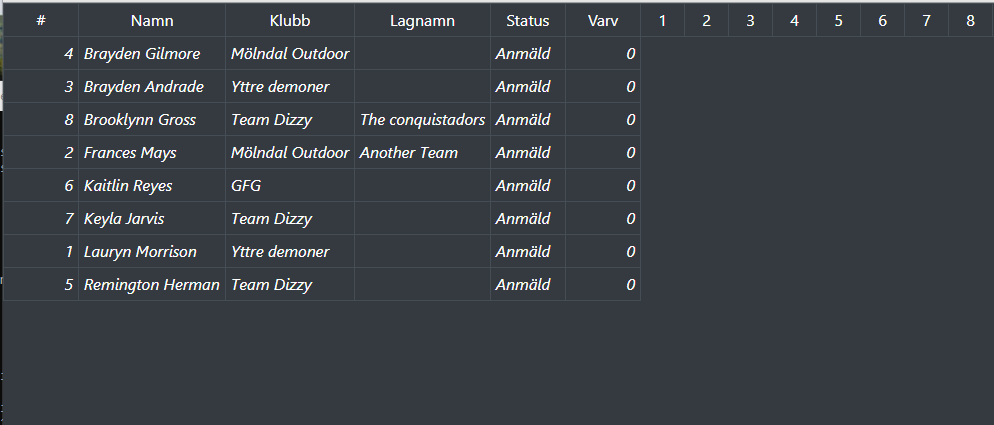 # Namn Klubb Lagnamn Status Varv 1 2 3 4 5 6 7 8
4 Brayden Gilmore Mölndal Outdoor Anmäld 0
3 Brayden Andrade Yttre demoner Anmäld 0
8 Brooklynn Gross Team Dizzy The conquistadors Anmäld 0
2 Frances Mays Mölndal Outdoor Another Team Anmäld 0
6 Kaitlin Reyes GFG Anmäld 0
7 Keyla Jarvis Team Dizzy Anmäld 0
1 Lauryn Morrison Yttre demoner Anmäld 0
5 Remington Herman Team Dizzy Anmäld 0